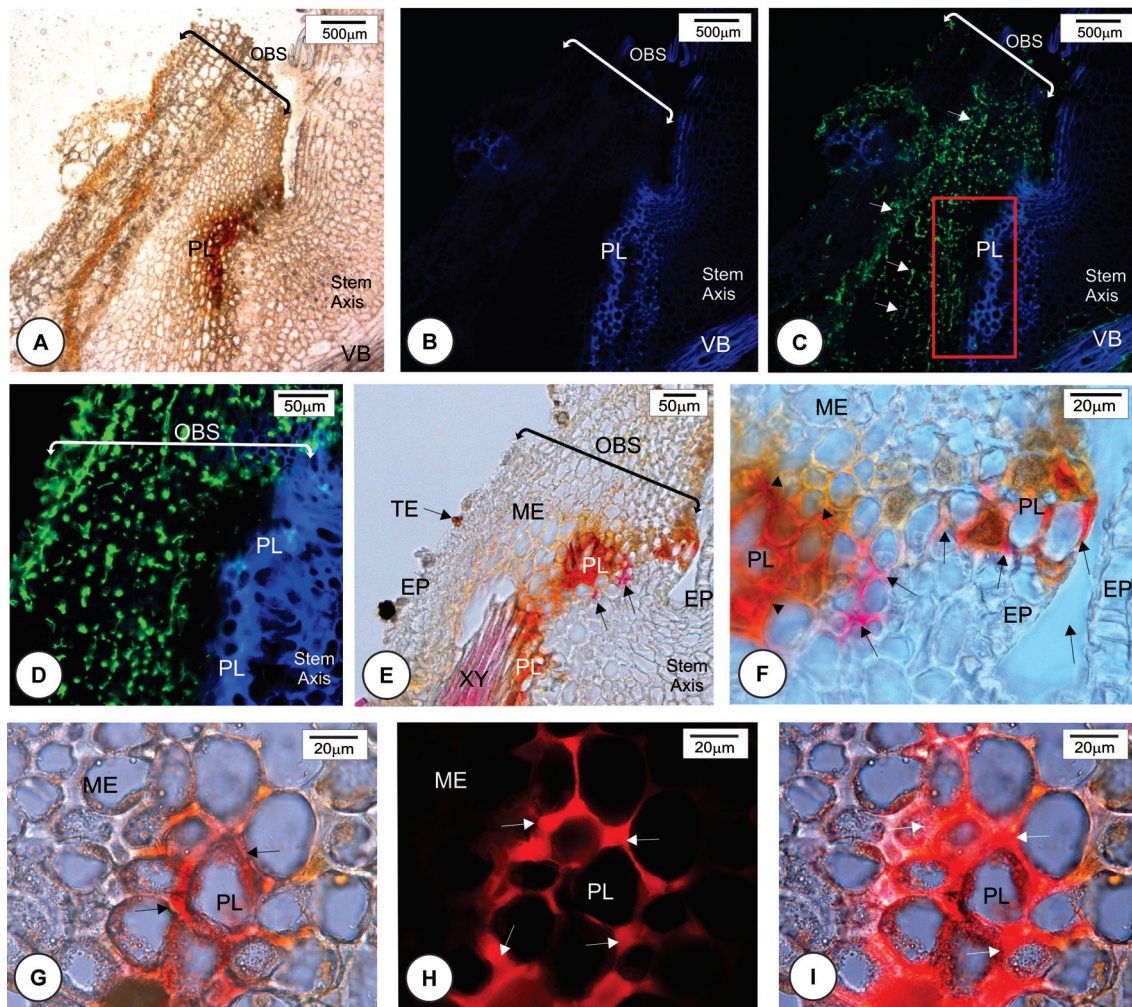 500µm
OBS
PL
Stem
Axis
A
VB
500µm
OBS
PL
Stem
Axis
B
VB
500µm
OBS
PL
Stem
Axis
C
VB
50µm
OBS
PL
PL
Stem
Axis
D
50µm
OBS
TE
ME
PL
EP
EP
PL
XY
Stem
Axis
E
20µm
ME
PL
PL
EP
EP
F
20µm
ME
PL
G
20µm
ME
PL
H
20µm
PL
I